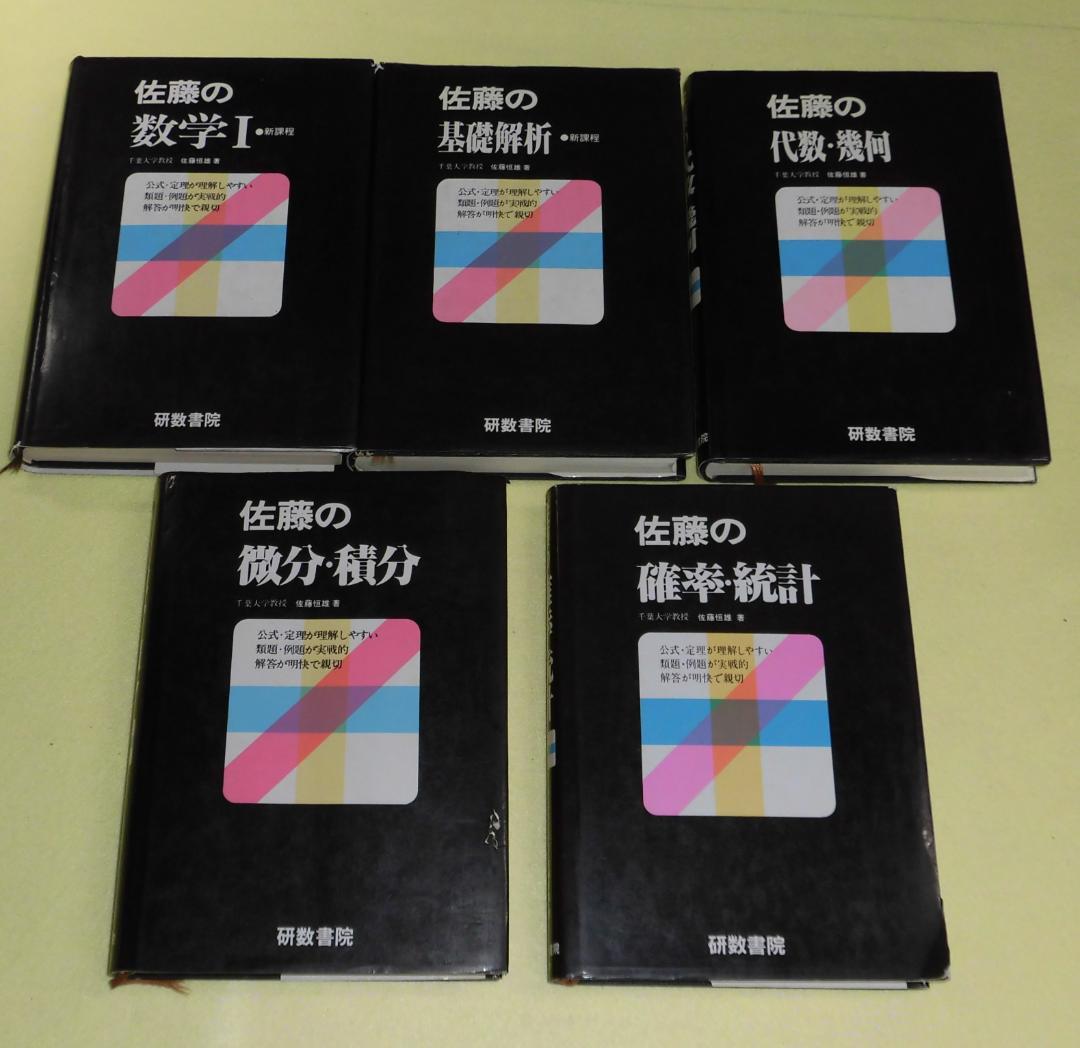 佐藤の
数学I●新課程
千葉大学教授 佐藤恒雄 著
公式・定理が理解しやすい
類題・例題が実戦的
解答が明快で親切
研数書院
佐藤の
基礎解析●新課程
千葉大学教授 佐藤恒雄 著
公式・定理が理解しやすい
類題・例題が実戦的
解答が明快で親切
研数書院
佐藤の
代数・幾何
千葉大学教授 佐藤恒雄 著
公式・定理が理解しやすい
類題・例題が実戦的
解答が明快で親切
研数書院
佐藤の
微分・積分
千葉大学教授 佐藤恒雄 著
公式・定理が理解しやすい
類題・例題が実戦的
解答が明快で親切
研数書院
佐藤の
確率・統計
千葉大学教授 佐藤恒雄 著
公式・定理が理解しやすい
類題・例題が実戦的
解答が明快で親切
研数書院